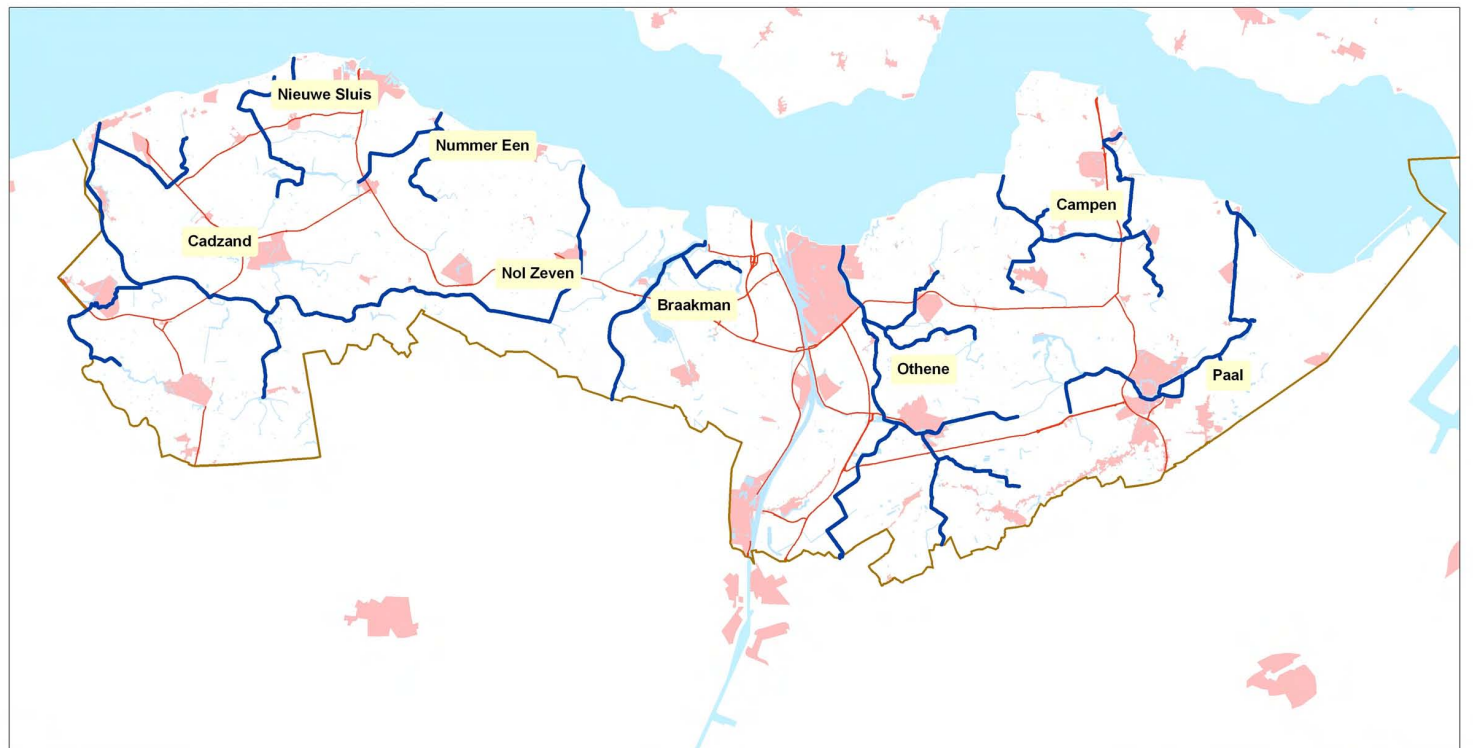 Nieuwe Sluis
Nummer Een
Campen
Cadzand
Nol Zeven
Braakman
Othene
Paal